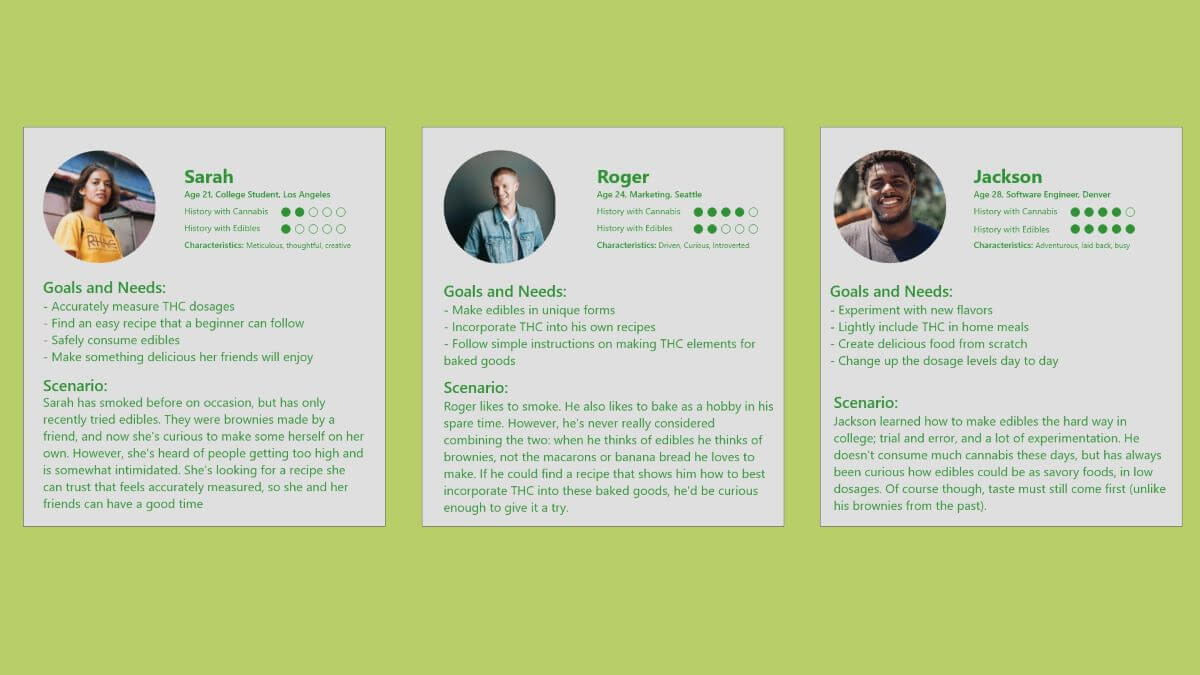 Sarah
Age 21, College Student, Los Angeles
History with Cannabis
History with Edibles
Characteristics: Meticulous, thoughtful, creative
Goals and Needs:
- Accurately measure THC dosages
- Find an easy recipe that a beginner can follow
- Safely consume edibles
- Make something delicious her friends will enjoy
Scenario:
Sarah has smoked before on occasion, but has only
recently tried edibles. They were brownies made by a
friend, and now she's curious to make some herself on her
own. However, she's heard of people getting too high and
is somewhat intimidated. She's looking for a recipe she
can trust that feels accurately measured, so she and her
friends can have a good time
Roger
Age 24, Marketing, Seattle
History with Cannabis
History with Edibles
Characteristics: Driven, Curious, Introverted
Goals and Needs:
- Make edibles in unique forms
- Incorporate THC into his own recipes
- Follow simple instructions on making THC elements for
baked goods
Scenario:
Roger likes to smoke. He also likes to bake as a hobby in his
spare time. However, he's never really considered
combining the two: when he thinks of edibles he thinks of
brownies, not the macarons or banana bread he loves to
make. If he could find a recipe that shows him how to best
incorporate THC into these baked goods, he'd be curious
enough to give it a try.
Jackson
Age 28, Software Engineer, Denver
History with Cannabis
History with Edibles
Characteristics: Adventurous, laid back, busy
Goals and Needs:
- Experiment with new flavors
- Lightly include THC in home meals
- Create delicious food from scratch
- Change up the dosage levels day to day
Scenario:
Jackson learned how to make edibles the hard way in
college; trial and error, and a lot of experimentation. He
doesn't consume much cannabis these days, but has always
been curious how edibles could be as savory foods, in low
dosages. Of course though, taste must still come first (unlike
his brownies from the past).